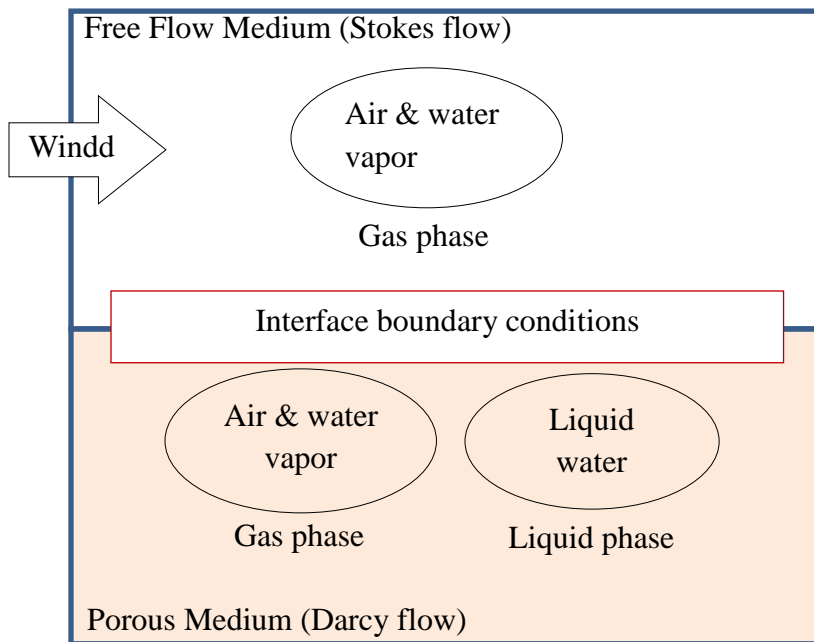 Free Flow Medium (Stokes flow)
Windd
Air & water
vapor
Gas phase
Interface boundary conditions
Air & water
vapor
Gas phase
Liquid
water
Liquid phase
Porous Medium (Darcy flow)